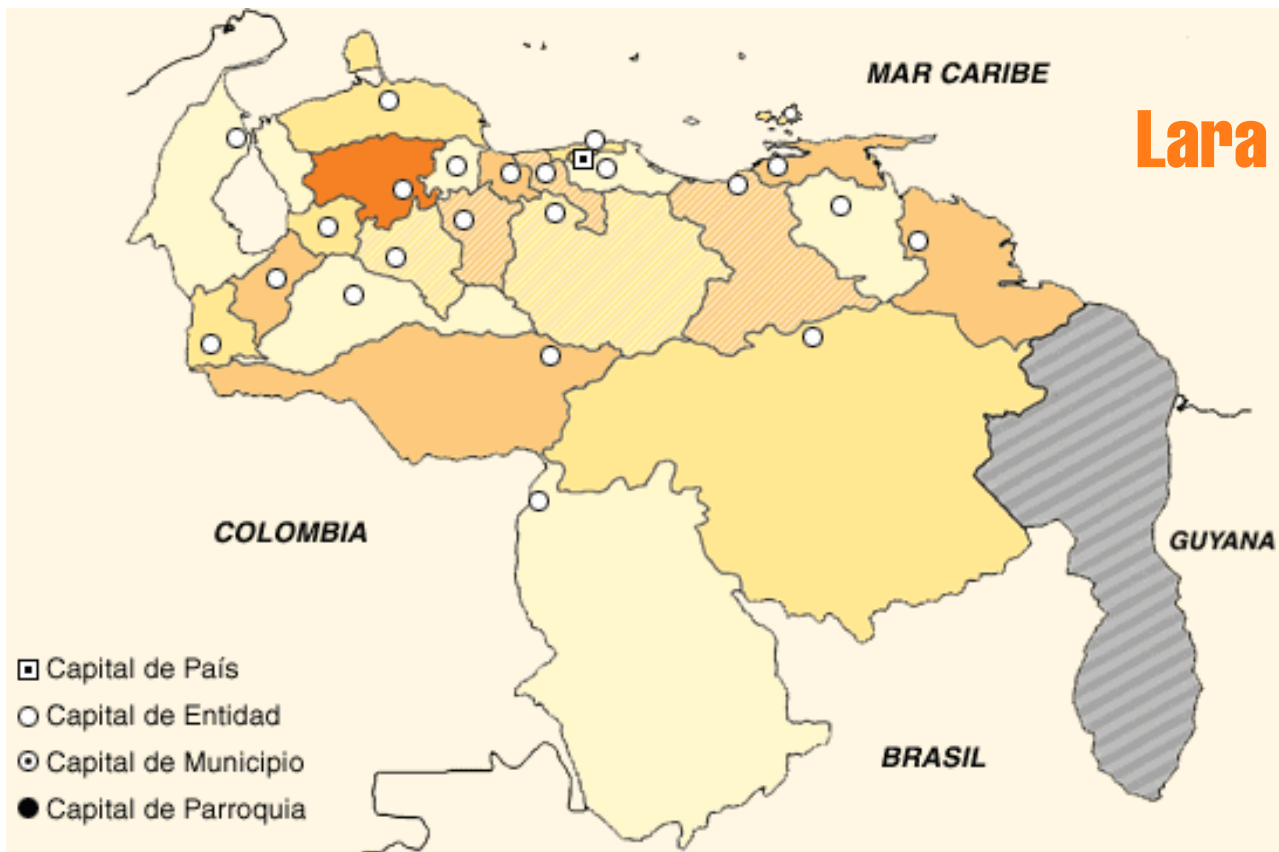 MAR CARIBE
Lara
COLOMBIA
GUYANA
Capital de País
Capital de Entidad
BRASIL
Capital de Municipio
Capital de Parroquia